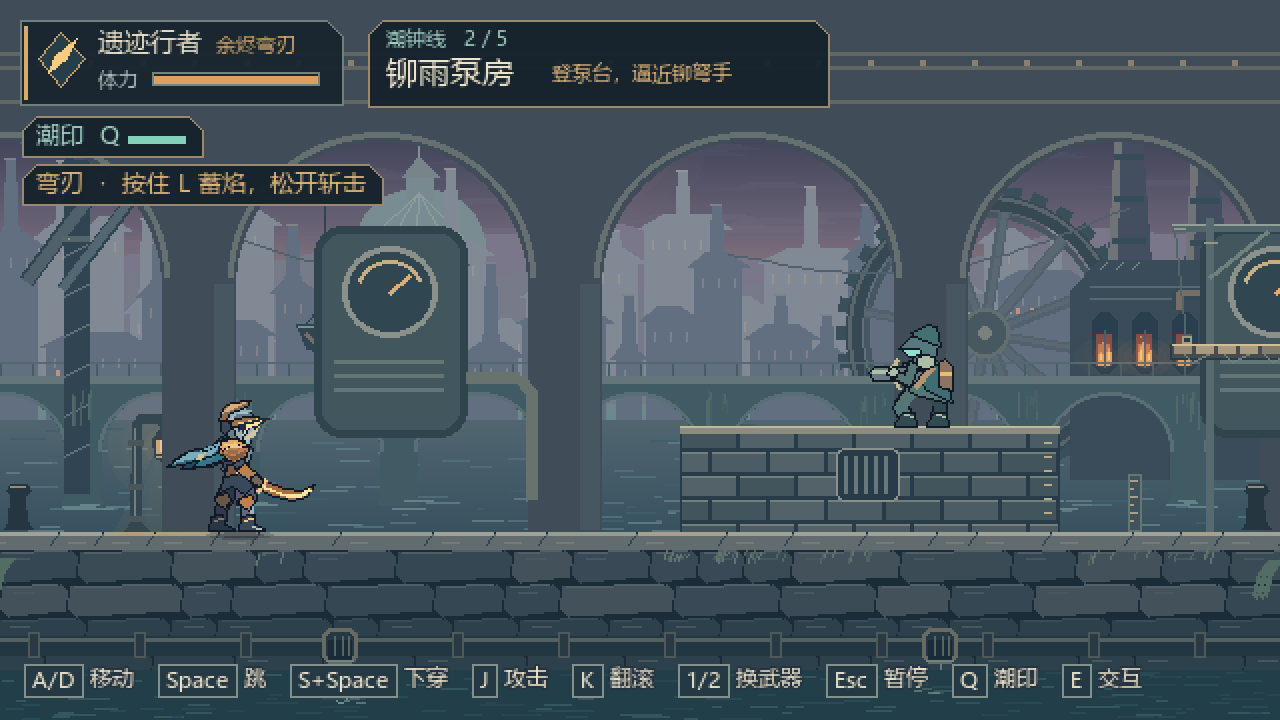 遗迹行者 余烬弯刃
体力
潮钟线 2 / 5
铆雨泵房 登泵台，逼近铆弩手
潮印 Q
弯刃 · 按住 L 蓄焰，松开斩击
A/D 移动 Space 跳 S+Space 下穿 J 攻击 K 翻滚 1/2 换武器 Esc 暂停 Q 潮印 E 交互